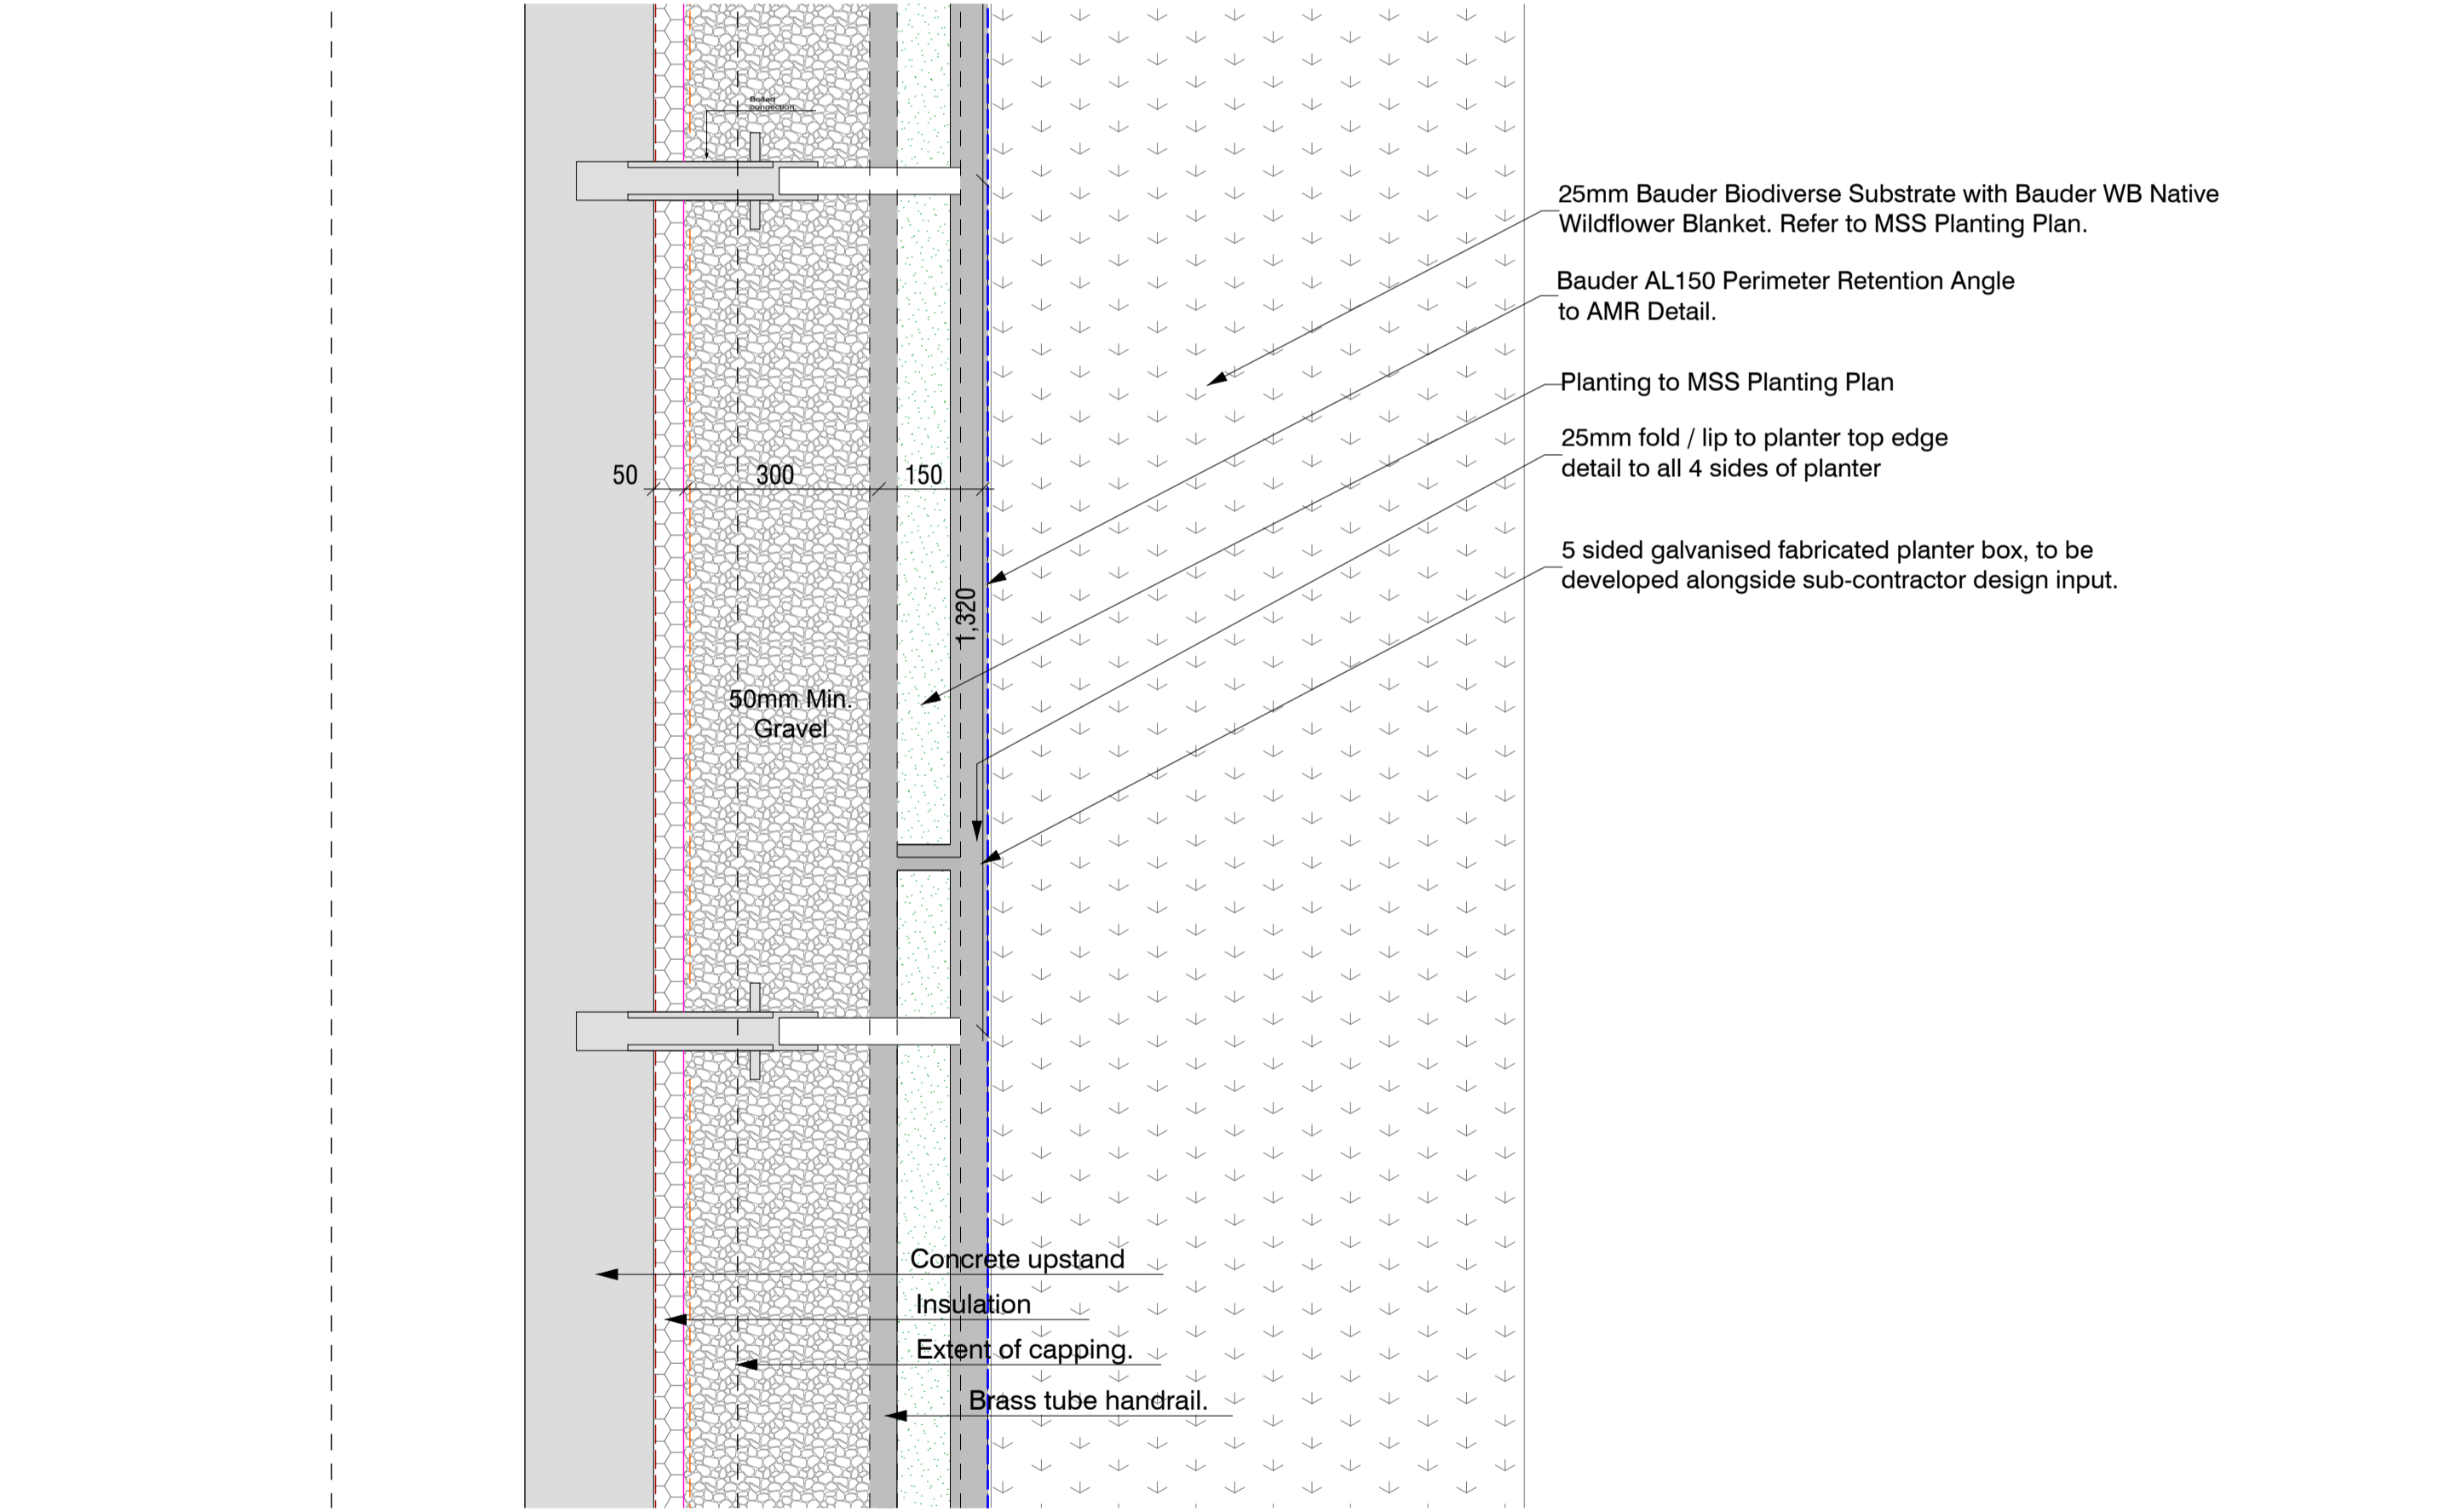 Bolted
connection.
25mm Bauder Biodiverse Substrate with Bauder WB Native
Wildflower Blanket. Refer to MSS Planting Plan.
Bauder AL150 Perimeter Retention Angle
to AMR Detail.
Planting to MSS Planting Plan
25mm fold / lip to planter top edge
detail to all 4 sides of planter
50
300
150
5 sided galvanised fabricated planter box, to be
developed alongside sub-contractor design input.
1,320
50mm Min.
Gravel
Concrete upstand
Insulation
Extent of capping.
Brass tube handrail.